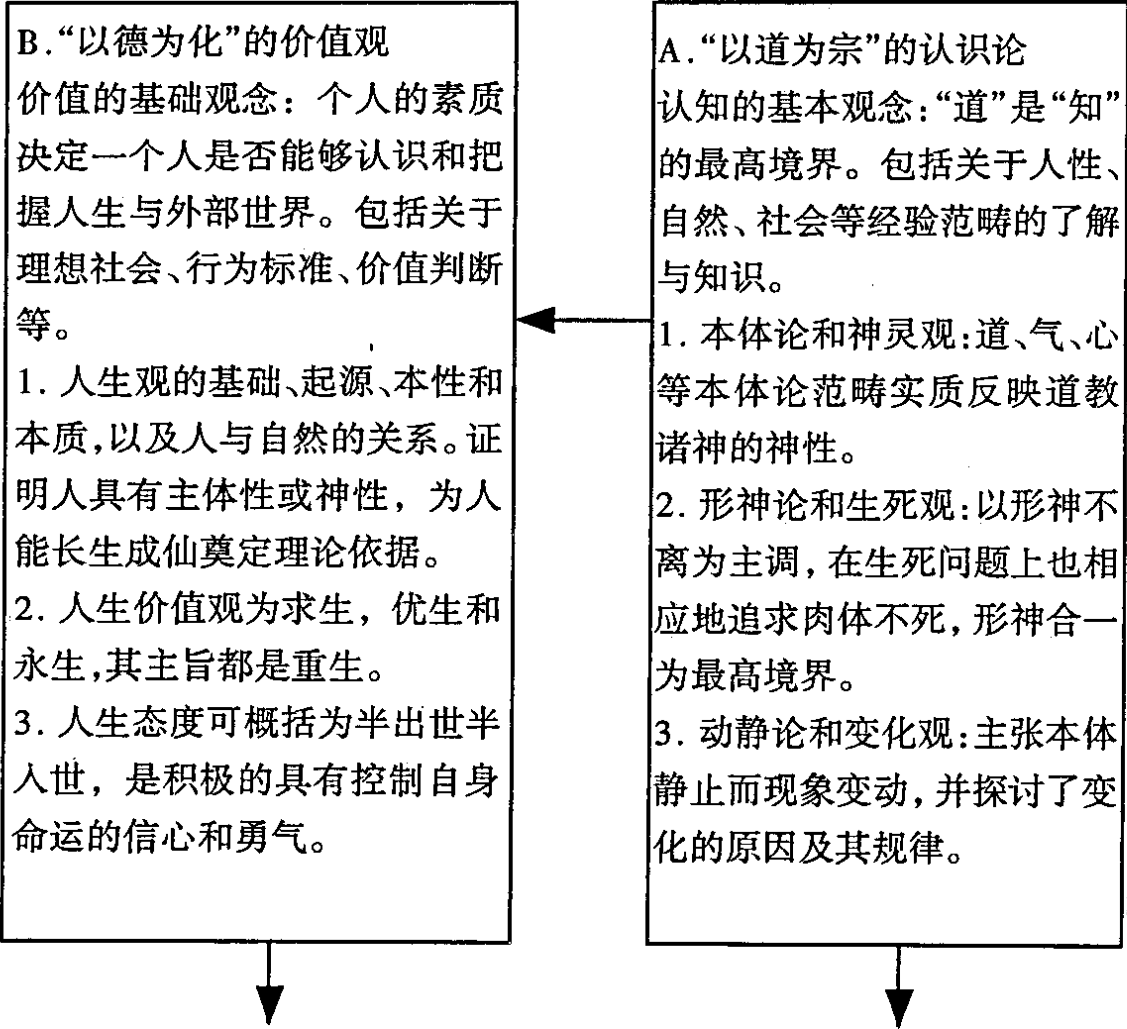 B.“以德为化”的价值观
价值的基础观念：个人的素质
决定一个人是否能够认识和把
握人生与外部世界。包括关于
理想社会、行为标准、价值判断
等。
1. 人生观的基础、起源、本性和
本质,以及人与自然的关系。证
明人具有主体性或神性，为人
能长生成仙奠定理论依据。
2. 人生价值观为求生，优生和
永生,其主旨都是重生。
3. 人生态度可概括为半出世半
入世，是积极的具有控制自身
命运的信心和勇气。
A.“以道为宗”的认识论
认知的基本观念:“道”是“知”
的最高境界。包括关于人性、
自然、社会等经验范畴的了解
与知识。
1. 本体论和神灵观:道、气、心
等本体论范畴实质反映道教
诸神的神性。
2. 形神论和生死观:以形神不
离为主调，在生死问题上也相
应地追求肉体不死，形神合一
为最高境界。
3. 动静论和变化观:主张本体
静止而现象变动，并探讨了变
化的原因及其规律。